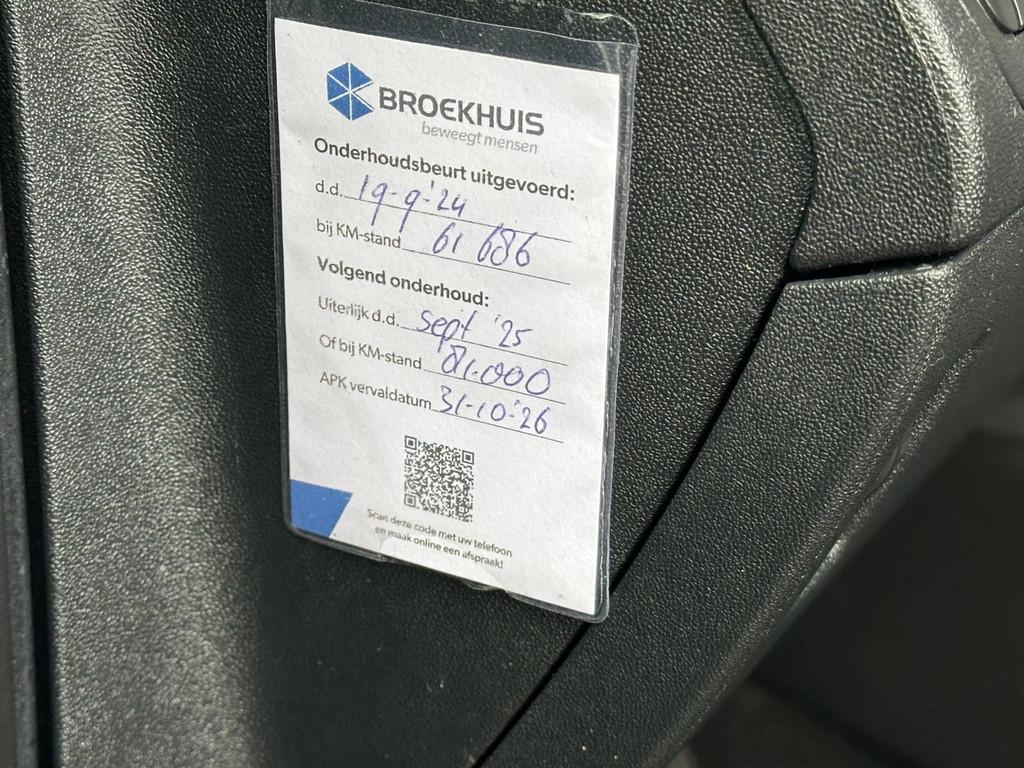 BROEKHUIS
beweegt mensen
Onderhoudsbeurt uitgevoerd:
d.d. 19-9-'24
bij KM-stand 61 686
Volgend onderhoud:
Uiterlijk d.d. Sept '25
Of bij KM-stand 81.000
APK vervaldatum 31-10-'26
Scan deze code met uw telefoon
en maak online een afspraak!